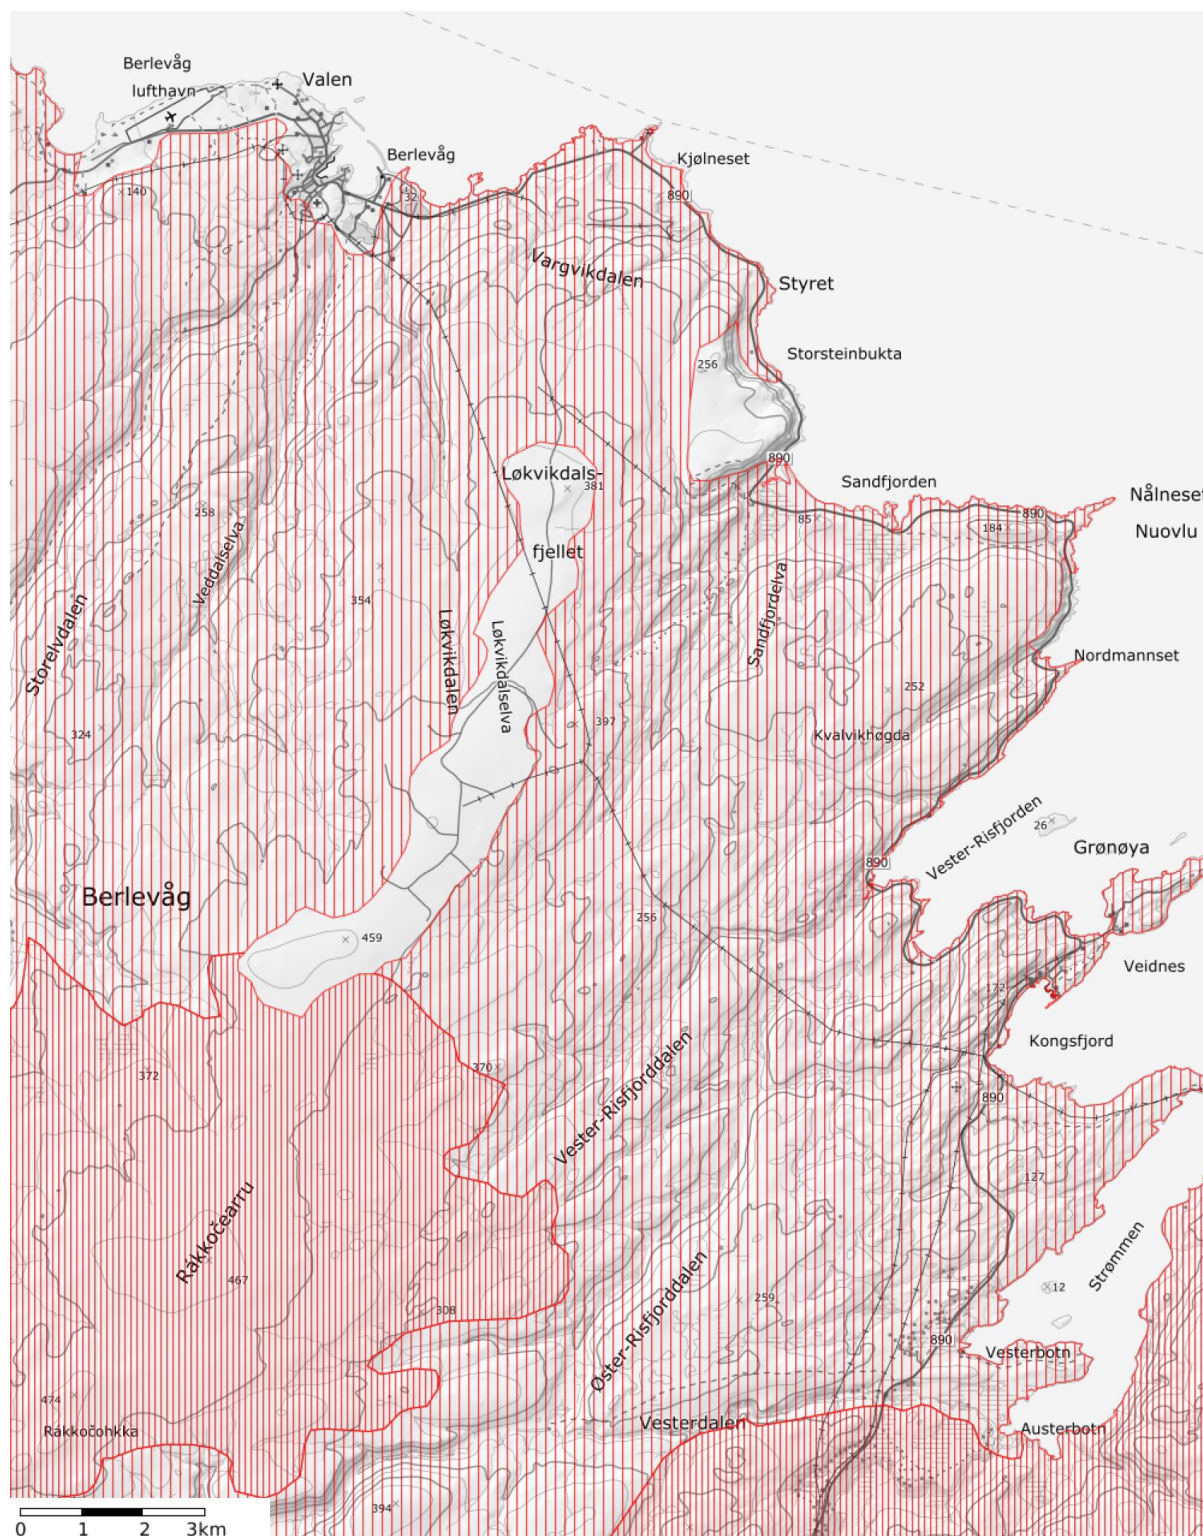 Berlevåg
lufthavn
Valen
Berlevåg
Kjølneset
140
32
890
Vargvikdalen
Styret
Storsteinbukta
256
890
Løkvikdals-
381
Sandfjorden
Nålneset
258
85
184
890
Nuovlu
fjellet
Veddalselva
354
Storelvdalen
Løkvikdalen
Løkvikdalselva
Sandfjordelva
Nordmannset
252
324
397
Kvalvikhøgda
26
Vester-Risfjorden
Grønøya
890
Berlevåg
256
459
Veidnes
172
Kongsfjord
372
370
890
Vester-Risfjorddalen
127
Rákkočearru
467
308
259
Strømmen
12
Øster-Risfjorddalen
890
Vesterbotn
474
Rákkočohkka
Vesterdalen
Austerbotn
394
0 1 2 3km